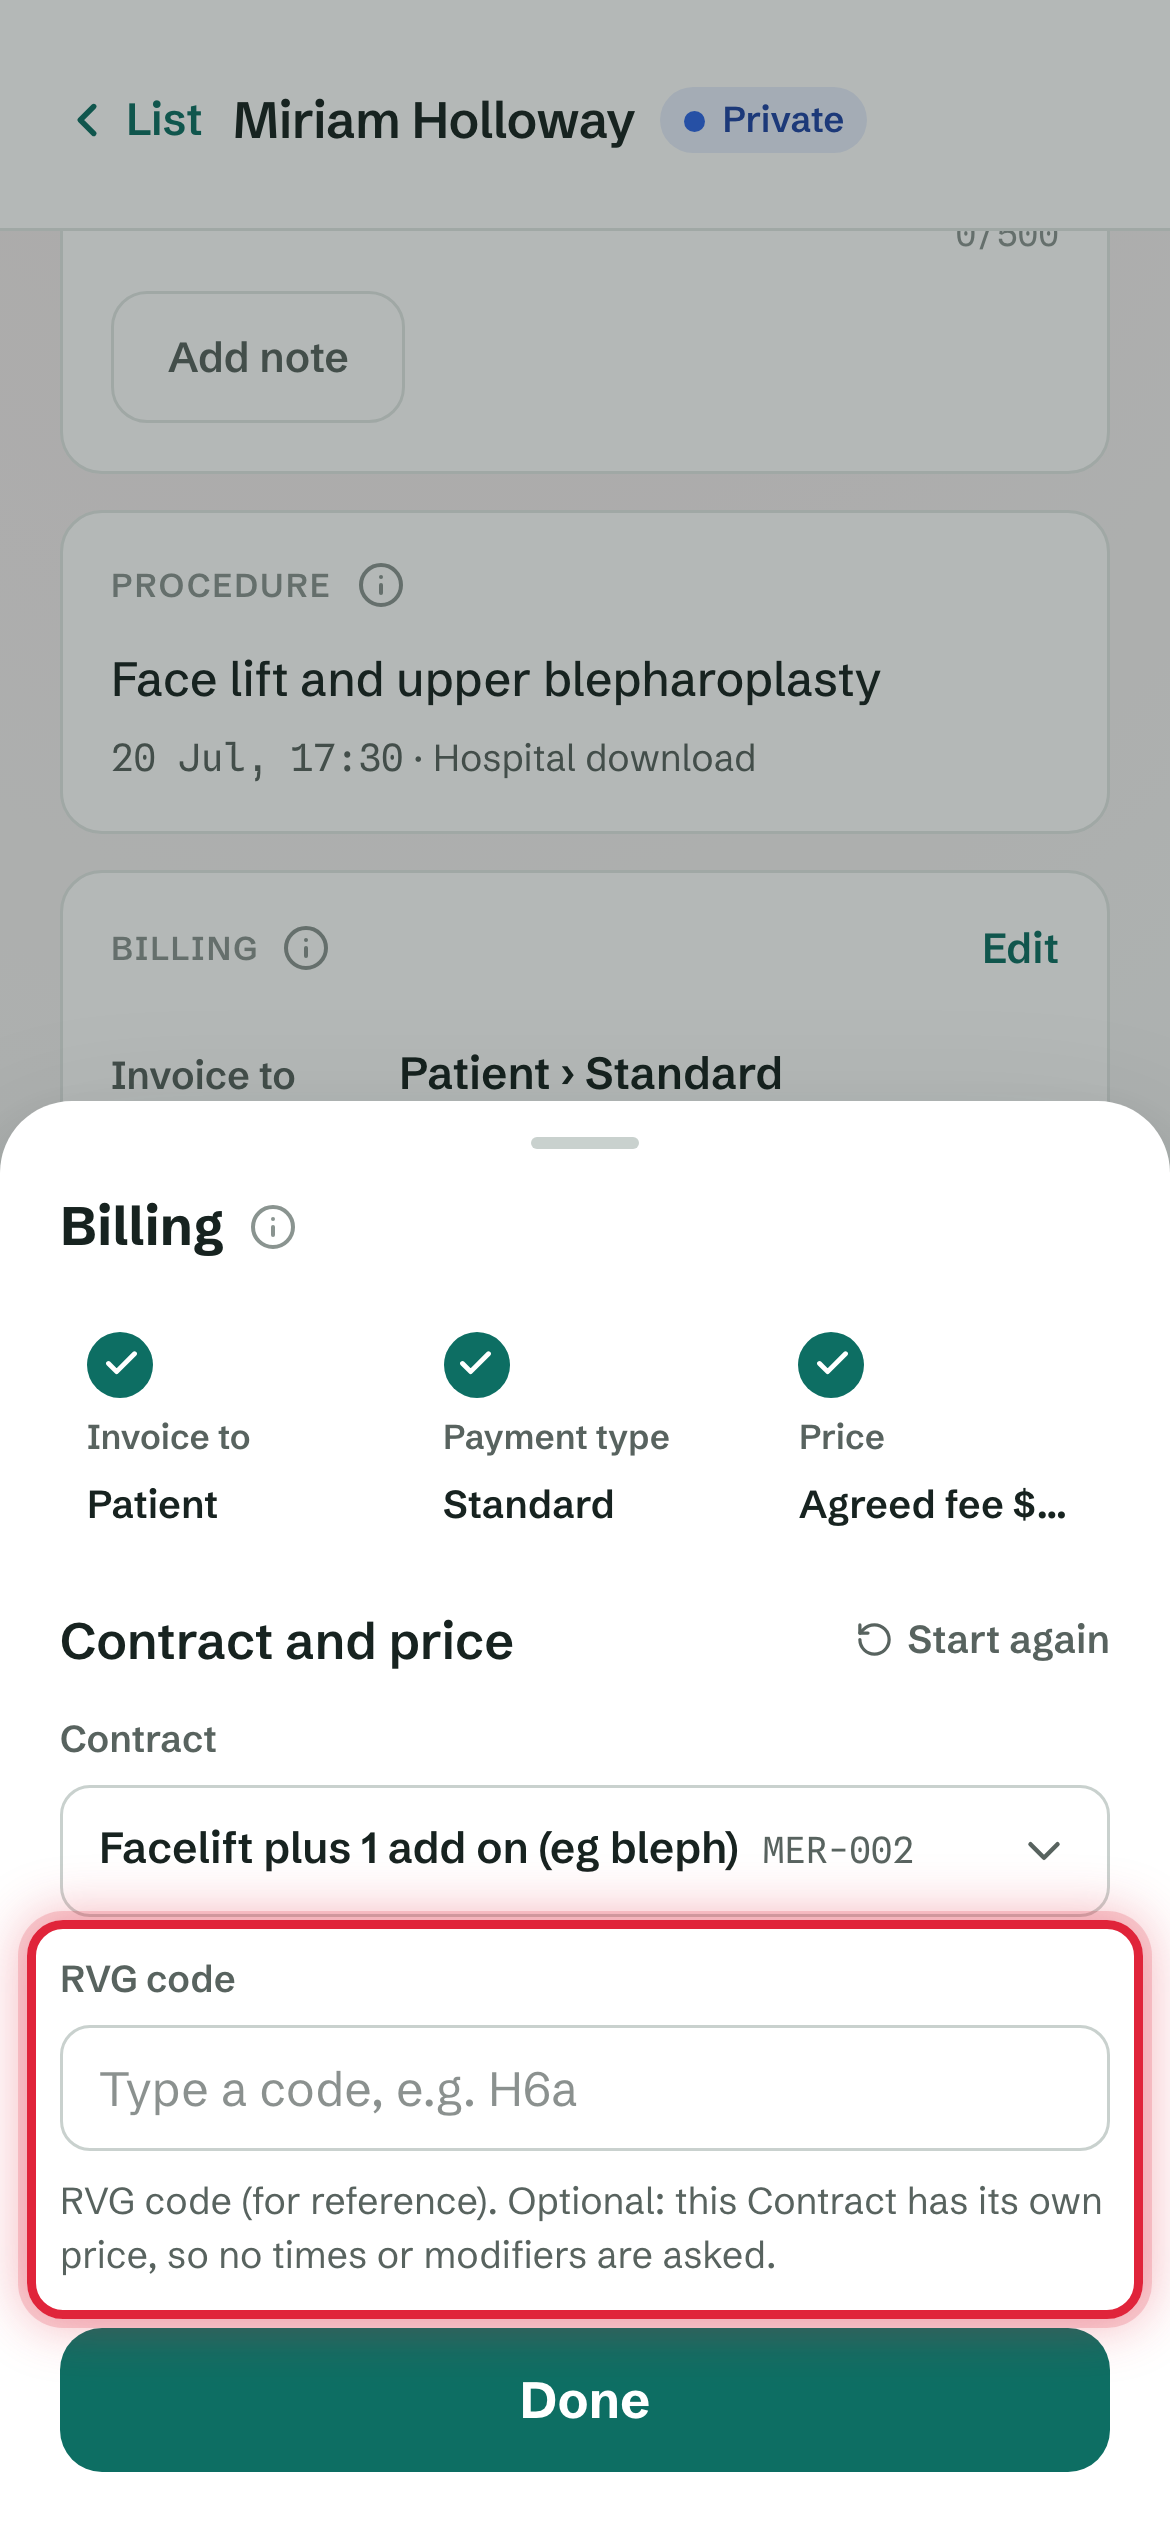 List Miriam Holloway Private
0/500
Add note
PROCEDURE
Face lift and upper blepharoplasty
20 Jul, 17:30 · Hospital download
BILLING Edit
Invoice to Patient › Standard
Billing
Invoice to Payment type Price
Patient Standard Agreed fee $...
Contract and price Start again
Contract
Facelift plus 1 add on (eg bleph) MER-002
RVG code
Type a code, e.g. H6a
RVG code (for reference). Optional: this Contract has its own
price, so no times or modifiers are asked.
Done